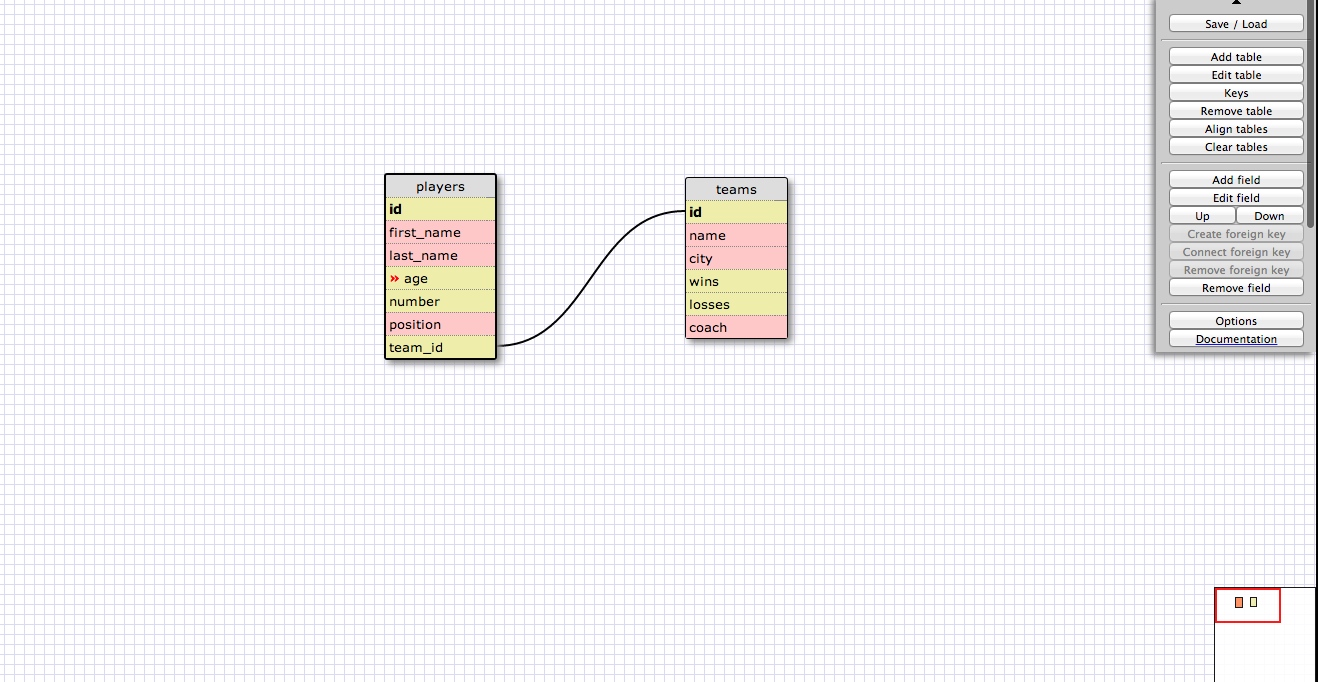 players
id
first_name
last_name
» age
number
position
team_id
teams
id
name
city
wins
losses
coach
Save / Load
Add table
Edit table
Keys
Remove table
Align tables
Clear tables
Add field
Edit field
Up Down
Create foreign key
Connect foreign key
Remove foreign key
Remove field
Options
Documentation